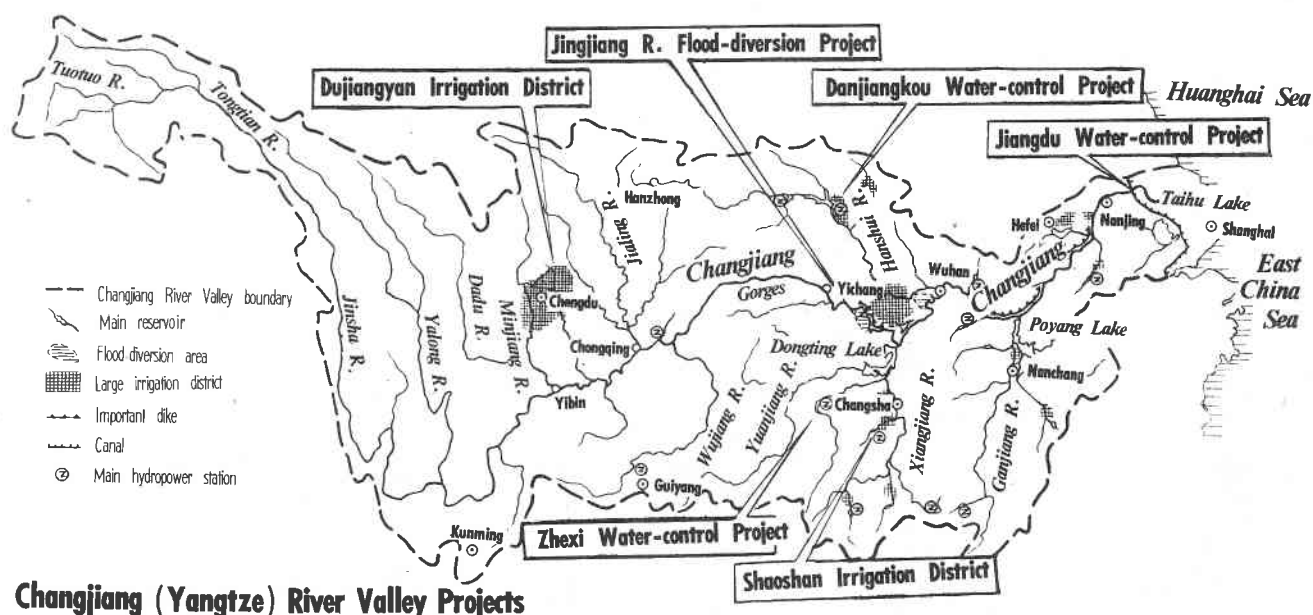 Jingjiang R. Flood-diversion Project
Dujiangyan Irrigation District
Danjiangkou Water-control Project
Huanghai Sea
Jiangdu Water-control Project
Tuotuo R.
Tongtian R.
Hanzhong
Jialing R.
Hanshui R.
Hefei
Nanjing
Taihu Lake
Shanghai
Changjiang
Wuhan
Changjiang
East
China
Sea
Yichang
Gorges
Chengdu
Dadu R.
Minjiang R.
Jinsha R.
Yalong R.
Chongqing
Dongting Lake
Poyang Lake
Nanchang
Yibin
Wujiang R.
Yuanjiang R.
Changsha
Xiangjiang R.
Ganjiang R.
Guiyang
Kunming
Zhexi Water-control Project
Shaoshan Irrigation District
Changjiang River Valley boundary
Main reservoir
Flood-diversion area
Large irrigation district
Important dike
Canal
Main hydropower station
Changjiang (Yangtze) River Valley Projects